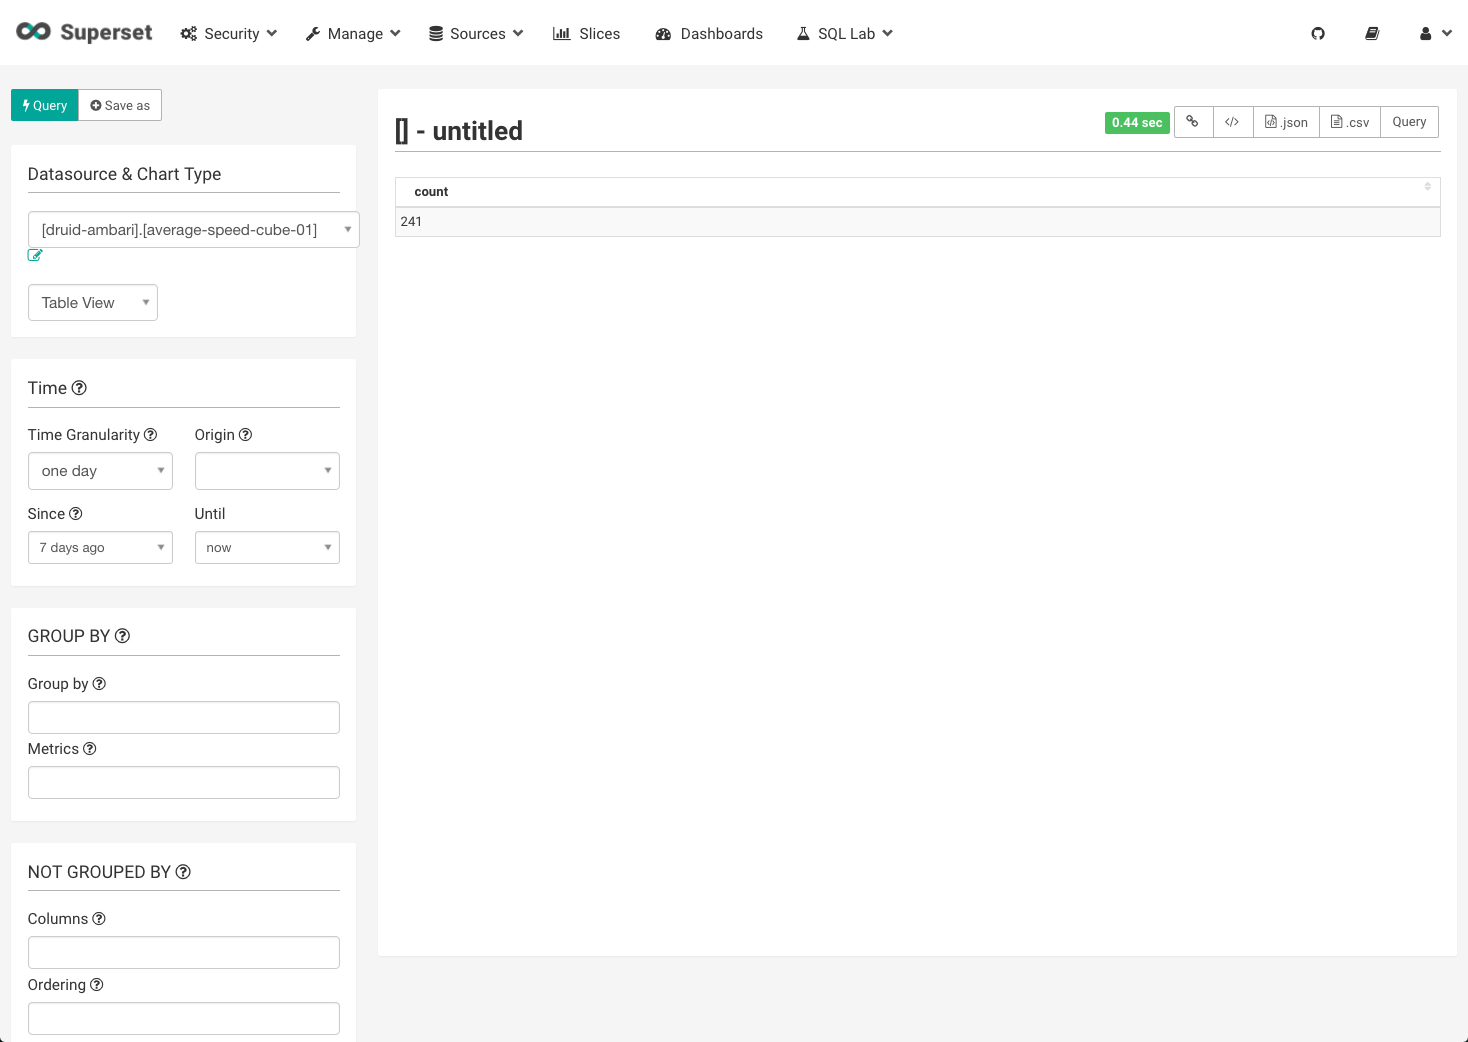 Superset Security Manage Sources Slices Dashboards SQL Lab
Query Save as
Datasource & Chart Type
[druid-ambari].[average-speed-cube-01]
Table View
Time
Time Granularity Origin
one day
Since Until
7 days ago now
GROUP BY
Group by
Metrics
NOT GROUPED BY
Columns
Ordering
[] - untitled
0.44 sec </> .json .csv Query
count
241